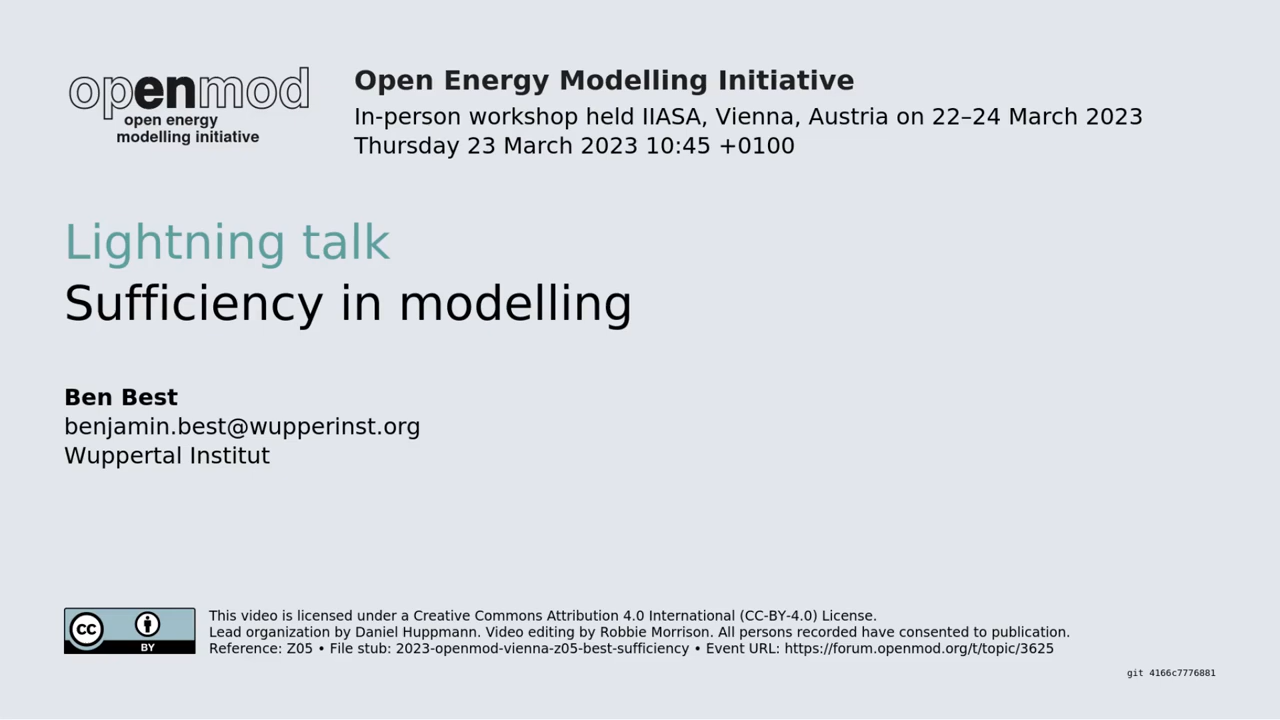 openmod
open energy
modelling initiative
Open Energy Modelling Initiative
In-person workshop held IIASA, Vienna, Austria on 22–24 March 2023
Thursday 23 March 2023 10:45 +0100
Lightning talk
Sufficiency in modelling
Ben Best
benjamin.best@wupperinst.org
Wuppertal Institut
cc
BY
This video is licensed under a Creative Commons Attribution 4.0 International (CC-BY-4.0) License.
Lead organization by Daniel Huppmann. Video editing by Robbie Morrison. All persons recorded have consented to publication.
Reference: Z05 • File stub: 2023-openmod-vienna-z05-best-sufficiency • Event URL: https://forum.openmod.org/t/topic/3625
git 4166c7776881